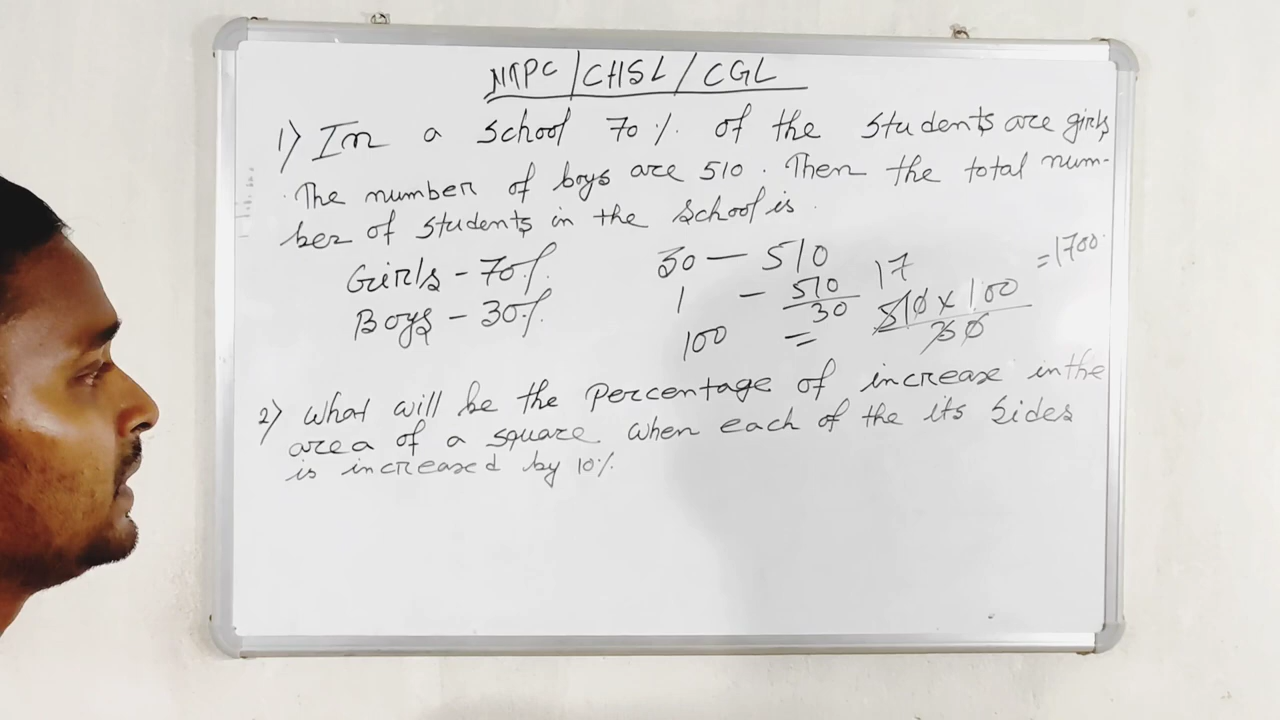 NTPC / CHSL / CGL
1) In a school 70%. of the students are girls
. The number of boys are 510 . Then the total num-
ber of students in the school is .
Girls - 70%.
Boys - 30%.
30 — 510
1 — 510/30
100 = 17 510 x 100 / 30 = 1700.
2) What will be the percentage of increase in the
area of a square. When each of the its sides
is increased by 10%.